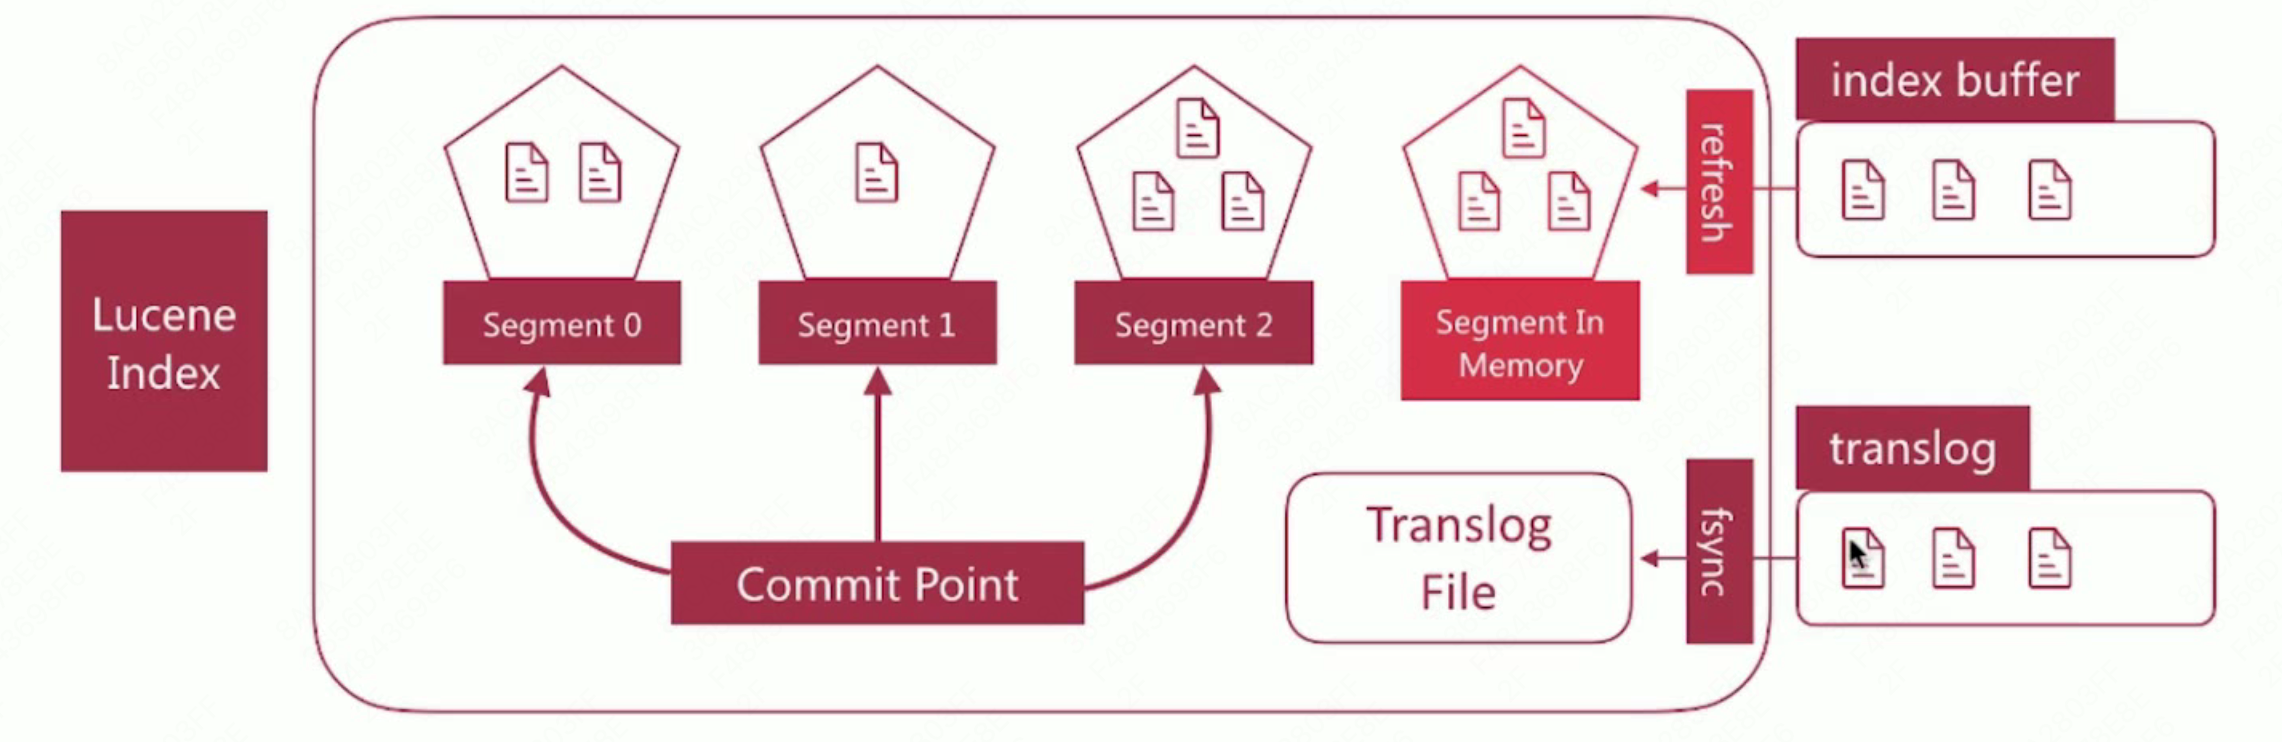 Lucene
Index
Segment 0
Segment 1
Segment 2
Segment In
Memory
refresh
index buffer
Commit Point
Translog
File
fsync
translog